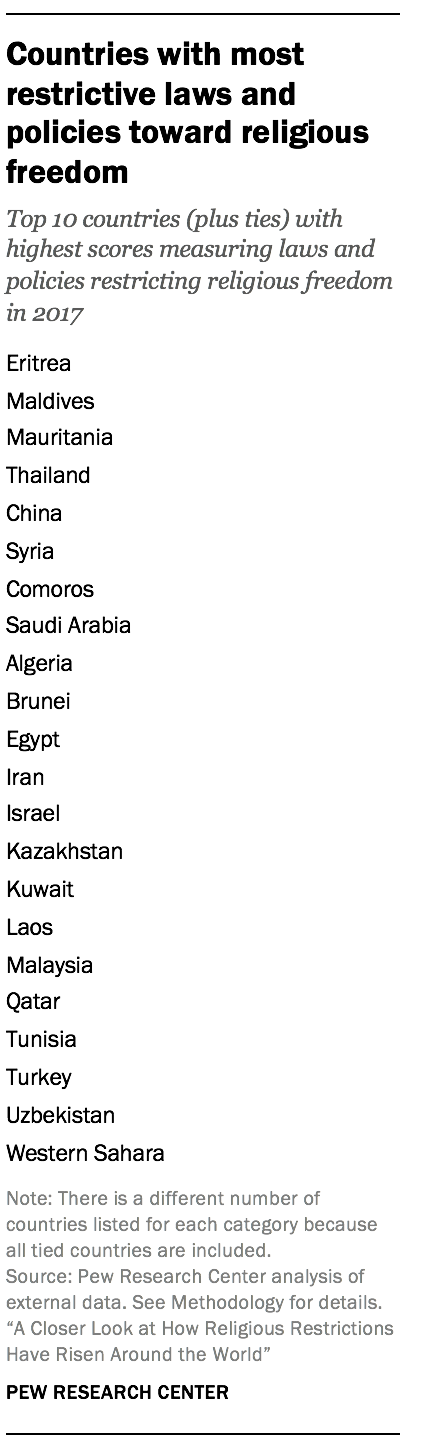 Countries with most
restrictive laws and
policies toward religious
freedom
Top 10 countries (plus ties) with
highest scores measuring laws and
policies restricting religious freedom
in 2017
Eritrea
Maldives
Mauritania
Thailand
China
Syria
Comoros
Saudi Arabia
Algeria
Brunei
Egypt
Iran
Israel
Kazakhstan
Kuwait
Laos
Malaysia
Qatar
Tunisia
Turkey
Uzbekistan
Western Sahara
Note: There is a different number of
countries listed for each category because
all tied countries are included.
Source: Pew Research Center analysis of
external data. See Methodology for details.
“A Closer Look at How Religious Restrictions
Have Risen Around the World”
PEW RESEARCH CENTER